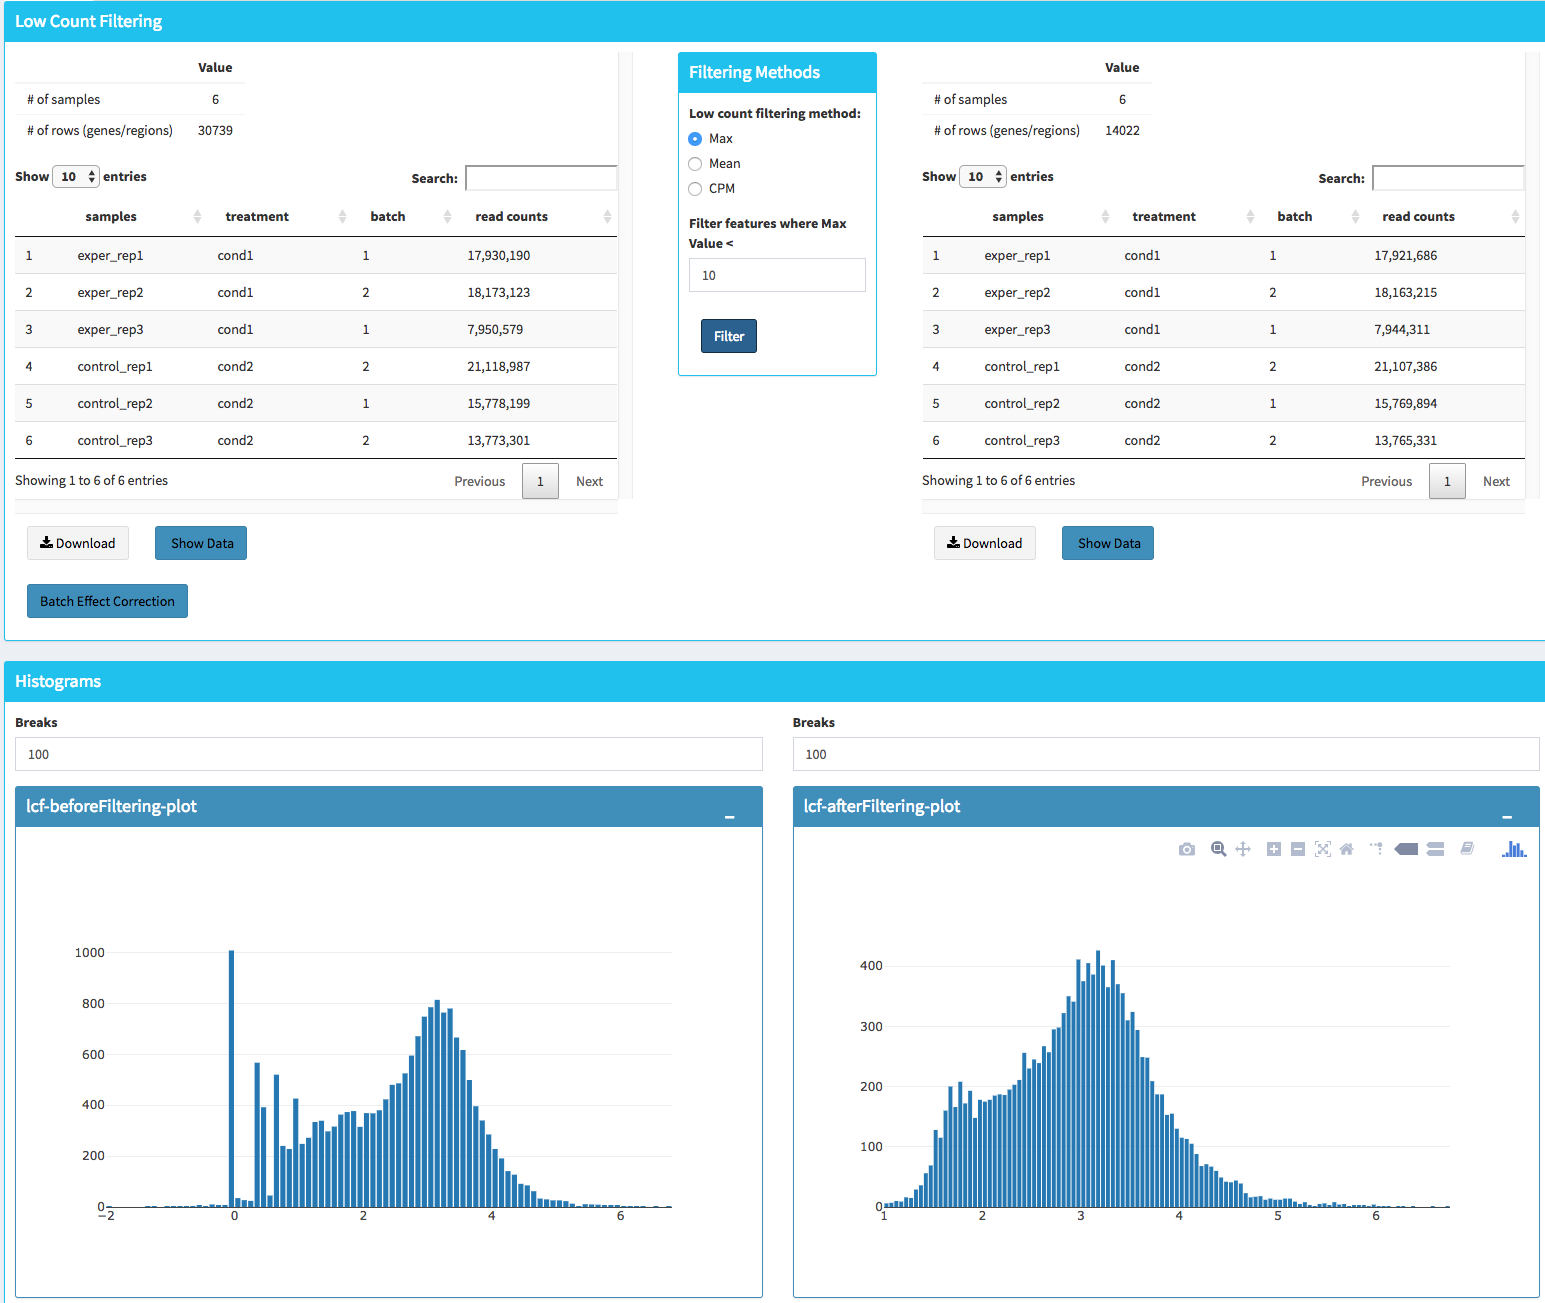 Low Count Filtering
Value
# of samples 6
# of rows (genes/regions) 30739
Show 10 entries
Search:
samples treatment batch read counts
1 exper_rep1 cond1 1 17,930,190
2 exper_rep2 cond1 2 18,173,123
3 exper_rep3 cond1 1 7,950,579
4 control_rep1 cond2 2 21,118,987
5 control_rep2 cond2 1 15,778,199
6 control_rep3 cond2 2 13,773,301
Showing 1 to 6 of 6 entries
Previous 1 Next
Download Show Data
Batch Effect Correction
Filtering Methods
Low count filtering method:
Max
Mean
CPM
Filter features where Max
Value <
10
Filter
Value
# of samples 6
# of rows (genes/regions) 14022
Show 10 entries
Search:
samples treatment batch read counts
1 exper_rep1 cond1 1 17,921,686
2 exper_rep2 cond1 2 18,163,215
3 exper_rep3 cond1 1 7,944,311
4 control_rep1 cond2 2 21,107,386
5 control_rep2 cond2 1 15,769,894
6 control_rep3 cond2 2 13,765,331
Showing 1 to 6 of 6 entries
Previous 1 Next
Download Show Data
Histograms
Breaks
100
lcf-beforeFiltering-plot
1000
800
600
400
200
0
−2 0 2 4 6
Breaks
100
lcf-afterFiltering-plot
400
300
200
100
0
1 2 3 4 5 6